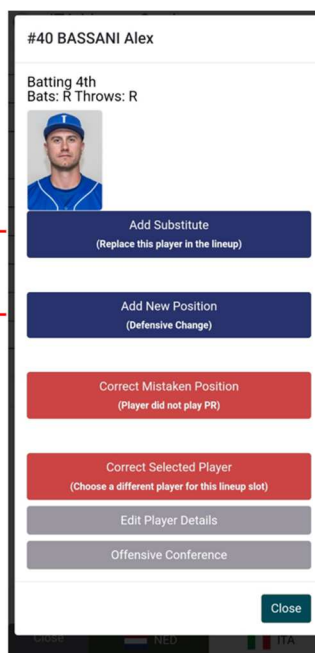 #40 BASSANI Alex
Batting 4th
Bats: R Throws: R
Add Substitute
(Replace this player in the lineup)
Add New Position
(Defensive Change)
Correct Mistaken Position
(Player did not play PR)
Correct Selected Player
(Choose a different player for this lineup slot)
Edit Player Details
Offensive Conference
Close
Close NED ITA